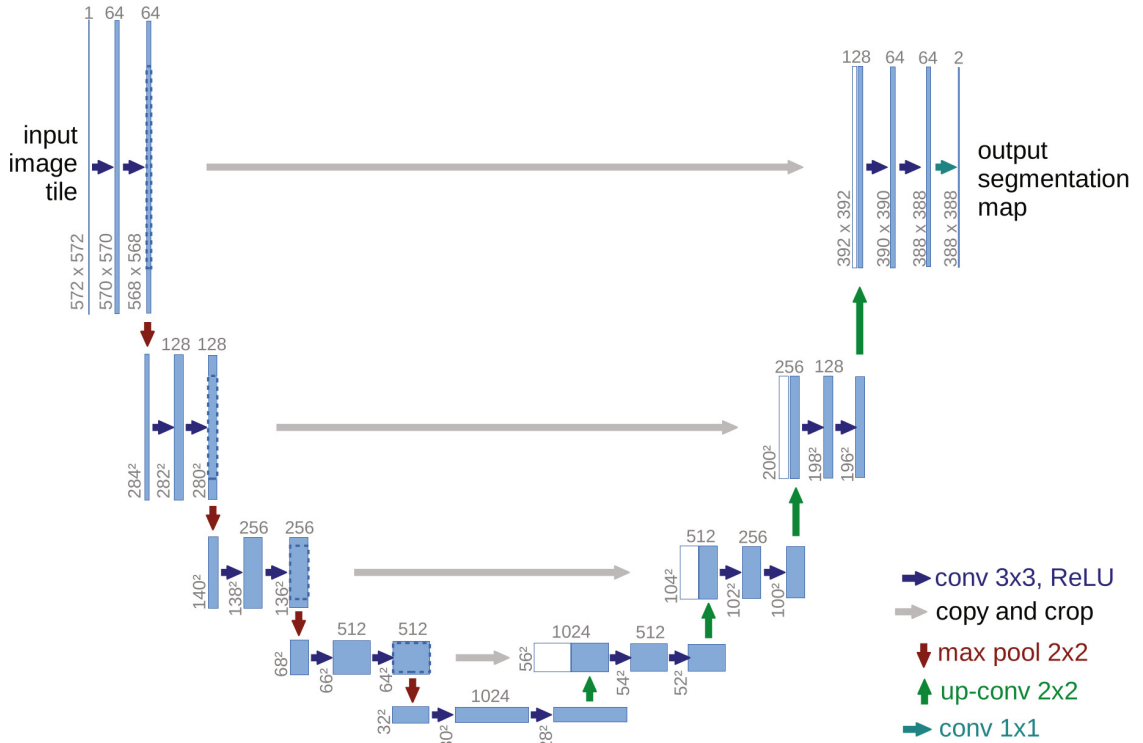 1 64 64
128 64 64 2
input
image
tile
output
segmentation
map
572 x 572
570 x 570
568 x 568
392 x 392
390 x 390
388 x 388
388 x 388
128 128
256 128
284²
282²
280²
200²
198²
196²
256 256
512 256
140²
138²
136²
104²
102²
100²
512 512
1024 512
68²
66²
64²
56²
54²
52²
1024
32²
conv 3x3, ReLU
copy and crop
max pool 2x2
up-conv 2x2
conv 1x1